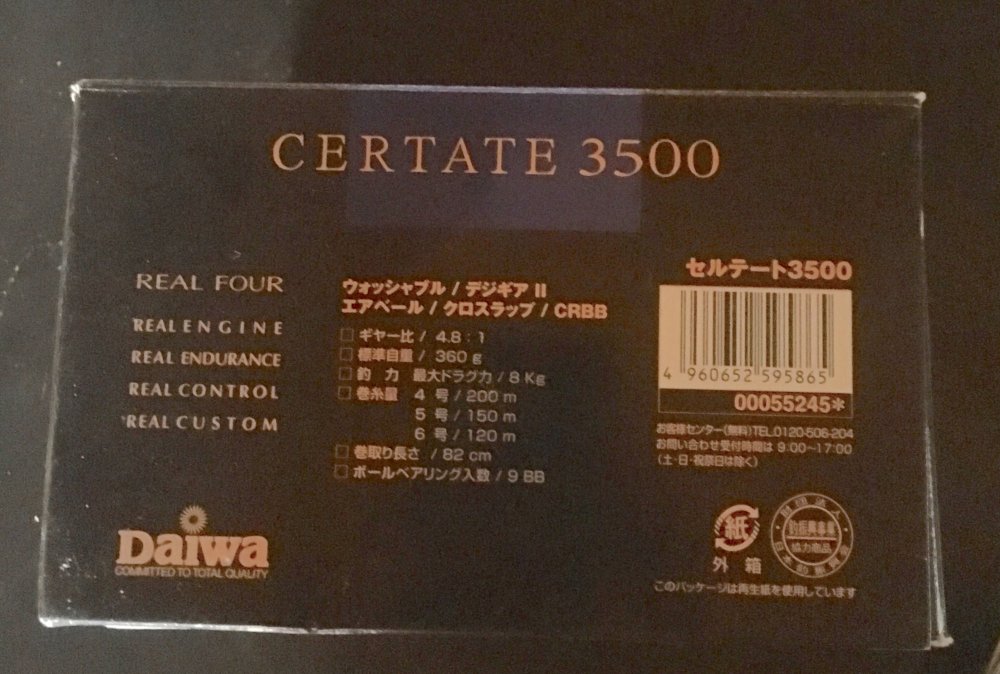 CERTATE 3500
REAL FOUR
REAL ENGINE
REAL ENDURANCE
REAL CONTROL
REAL CUSTOM
Daiwa
COMMITTED TO TOTAL QUALITY
ウォッシャブル / デジギア II
エアベール / クロスラップ / CRBB
□ ギヤー比 / 4.8 : 1
□ 標準自重 / 360 g
□ 釣 力 最大ドラグ力 / 8 Kg
□ 巻糸量 4 号 / 200 m
5 号 / 150 m
6 号 / 120 m
□ 巻取り長さ / 82 cm
□ ボールベアリング入数 / 9 BB
セルテート3500
4 960652 595865
00055245*
お客様センター(無料)TEL.0120-506-204
お問い合わせ受付時間は 9:00~17:00
(土・日・祝祭日は除く)
紙
外 箱
協力商品
このパッケージは再生紙を使用しています